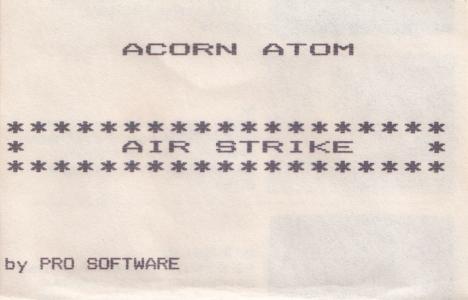 ACORN ATOM
* * * * * * * * * * * * * * * * * * *
* AIR STRIKE *
* * * * * * * * * * * * * * * * * * *
by PRO SOFTWARE